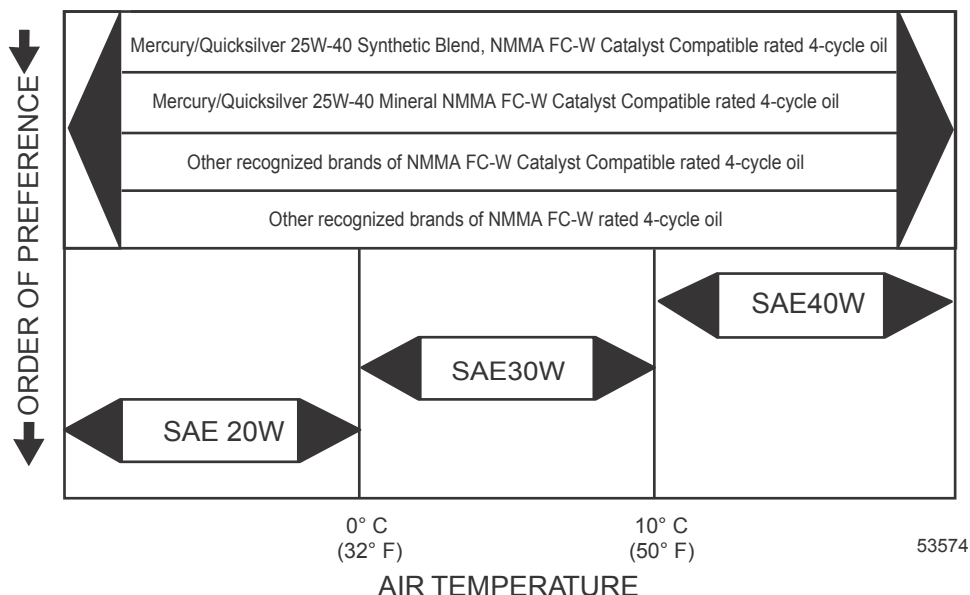 Mercury/Quicksilver 25W-40 Synthetic Blend, NMMA FC-W Catalyst Compatible rated 4-cycle oil
Mercury/Quicksilver 25W-40 Mineral NMMA FC-W Catalyst Compatible rated 4-cycle oil
Other recognized brands of NMMA FC-W Catalyst Compatible rated 4-cycle oil
Other recognized brands of NMMA FC-W rated 4-cycle oil
ORDER OF PREFERENCE
SAE40W
SAE30W
SAE 20W
0° C
(32° F)
10° C
(50° F)
53574
AIR TEMPERATURE